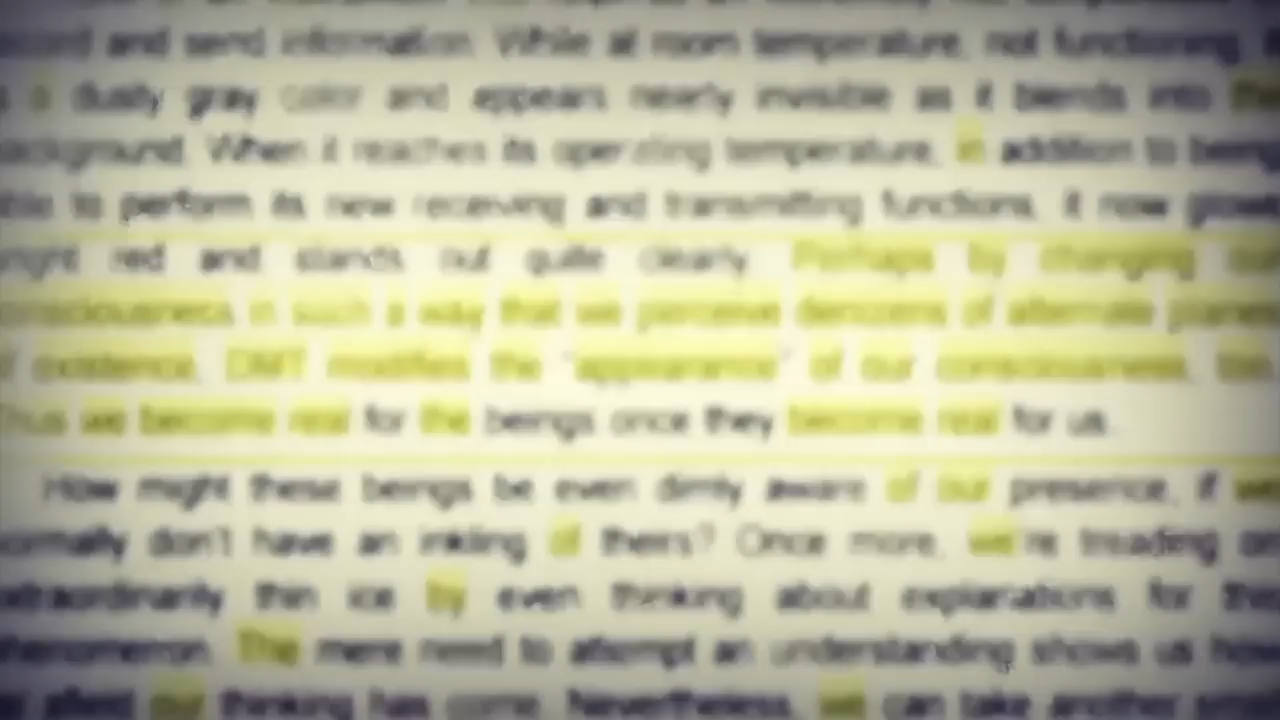 and send information. While at room temperature, not functioning, it
a dusty gray color and appears nearly invisible as it blends into the
background. When it reaches its operating temperature, in addition to being
able to perform its new receiving and transmitting functions, it now glows
bright red and stands out quite clearly. Perhaps by changing our
consciousness in such a way that we perceive denizens of alternate planes
of existence, DMT modifies the "appearance" of our consciousness, too.
Thus we become real for the beings once they become real for us.
How might these beings be even dimly aware of our presence, if we
normally don't have an inkling of theirs? Once more, we're treading on
extraordinarily thin ice by even thinking about explanations for this
phenomenon. The mere need to attempt an understanding shows us how
our thinking has come. Nevertheless, we can take another